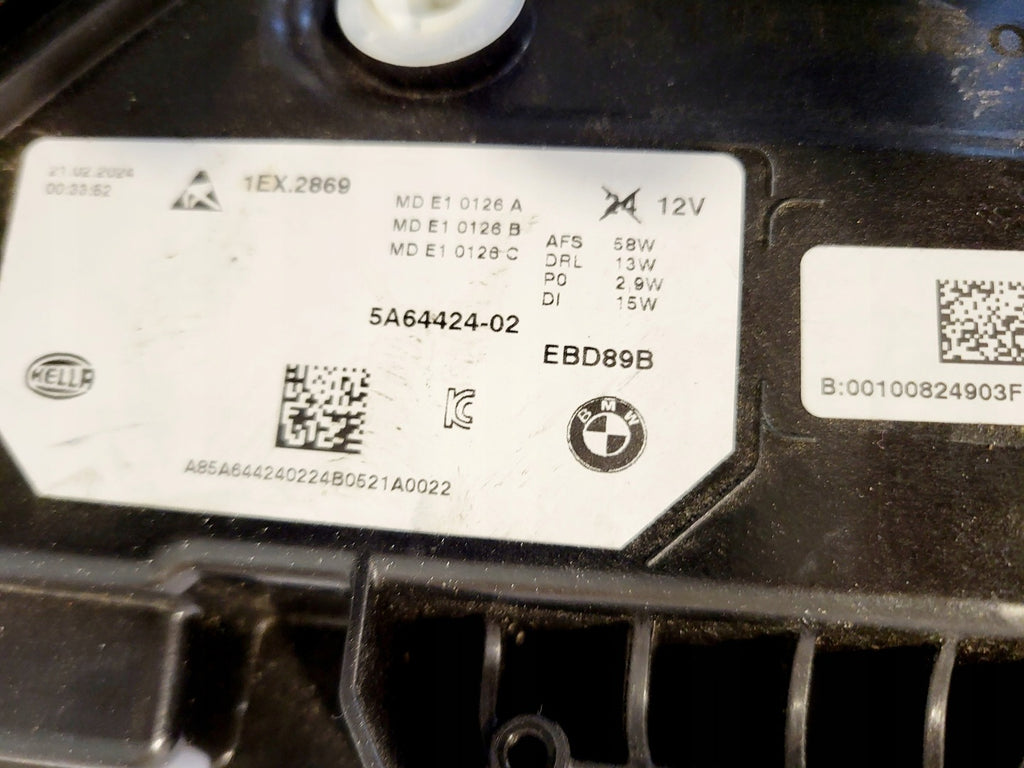 21.02.2024
00:33:52
1EX.2869
MD E1 0126 A
MD E1 0126 B
MD E1 0126 C
24 12V
AFS 58W
DRL 13W
P0 2,9W
DI 15W
5A64424-02
EBD89B
HELLA
BMW
A85A644240224B0521A0022
B:00100824903F